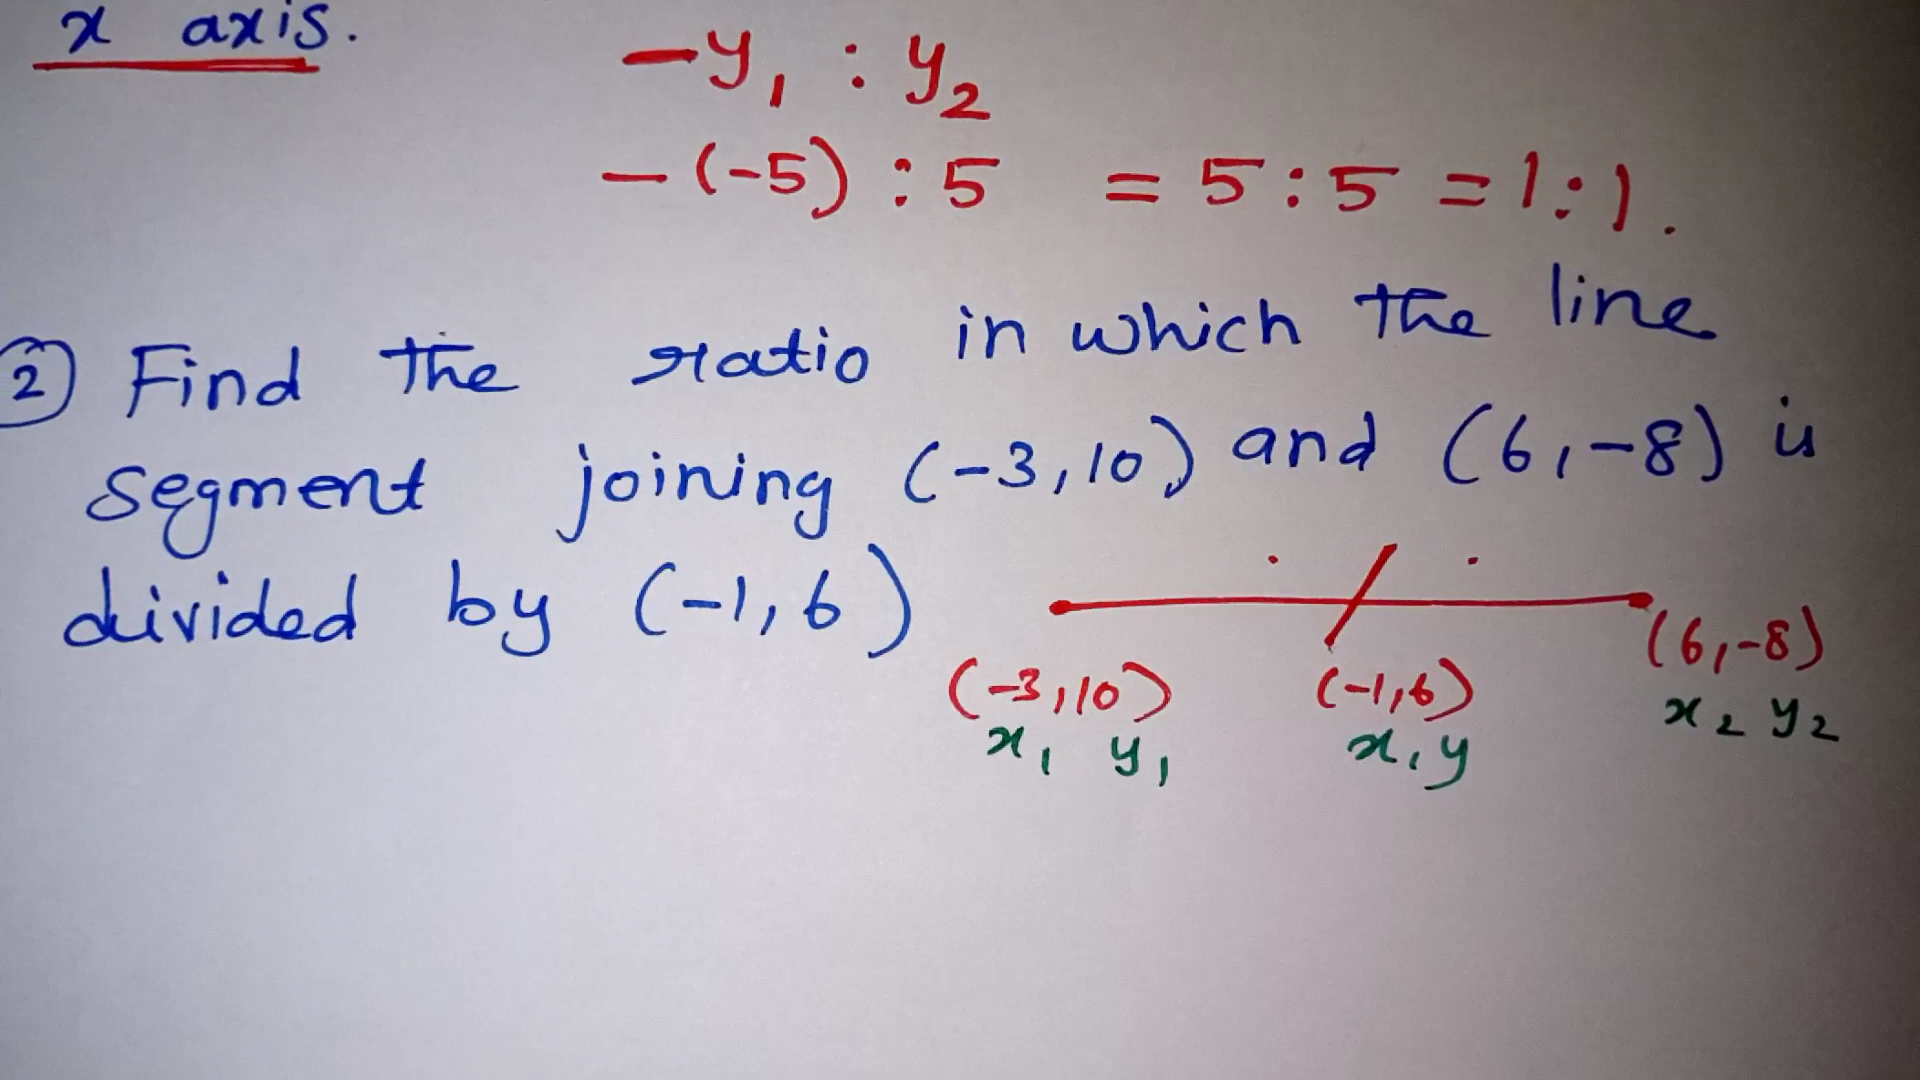 x axis.
-y₁ : y₂
-(-5) : 5 = 5 : 5 = 1 : 1.
② Find the ratio in which the line
segment joining (-3, 10) and (6, -8) is
divided by (-1, 6)
(-3, 10) (-1, 6) (6, -8)
x₁ y₁ x, y x₂ y₂